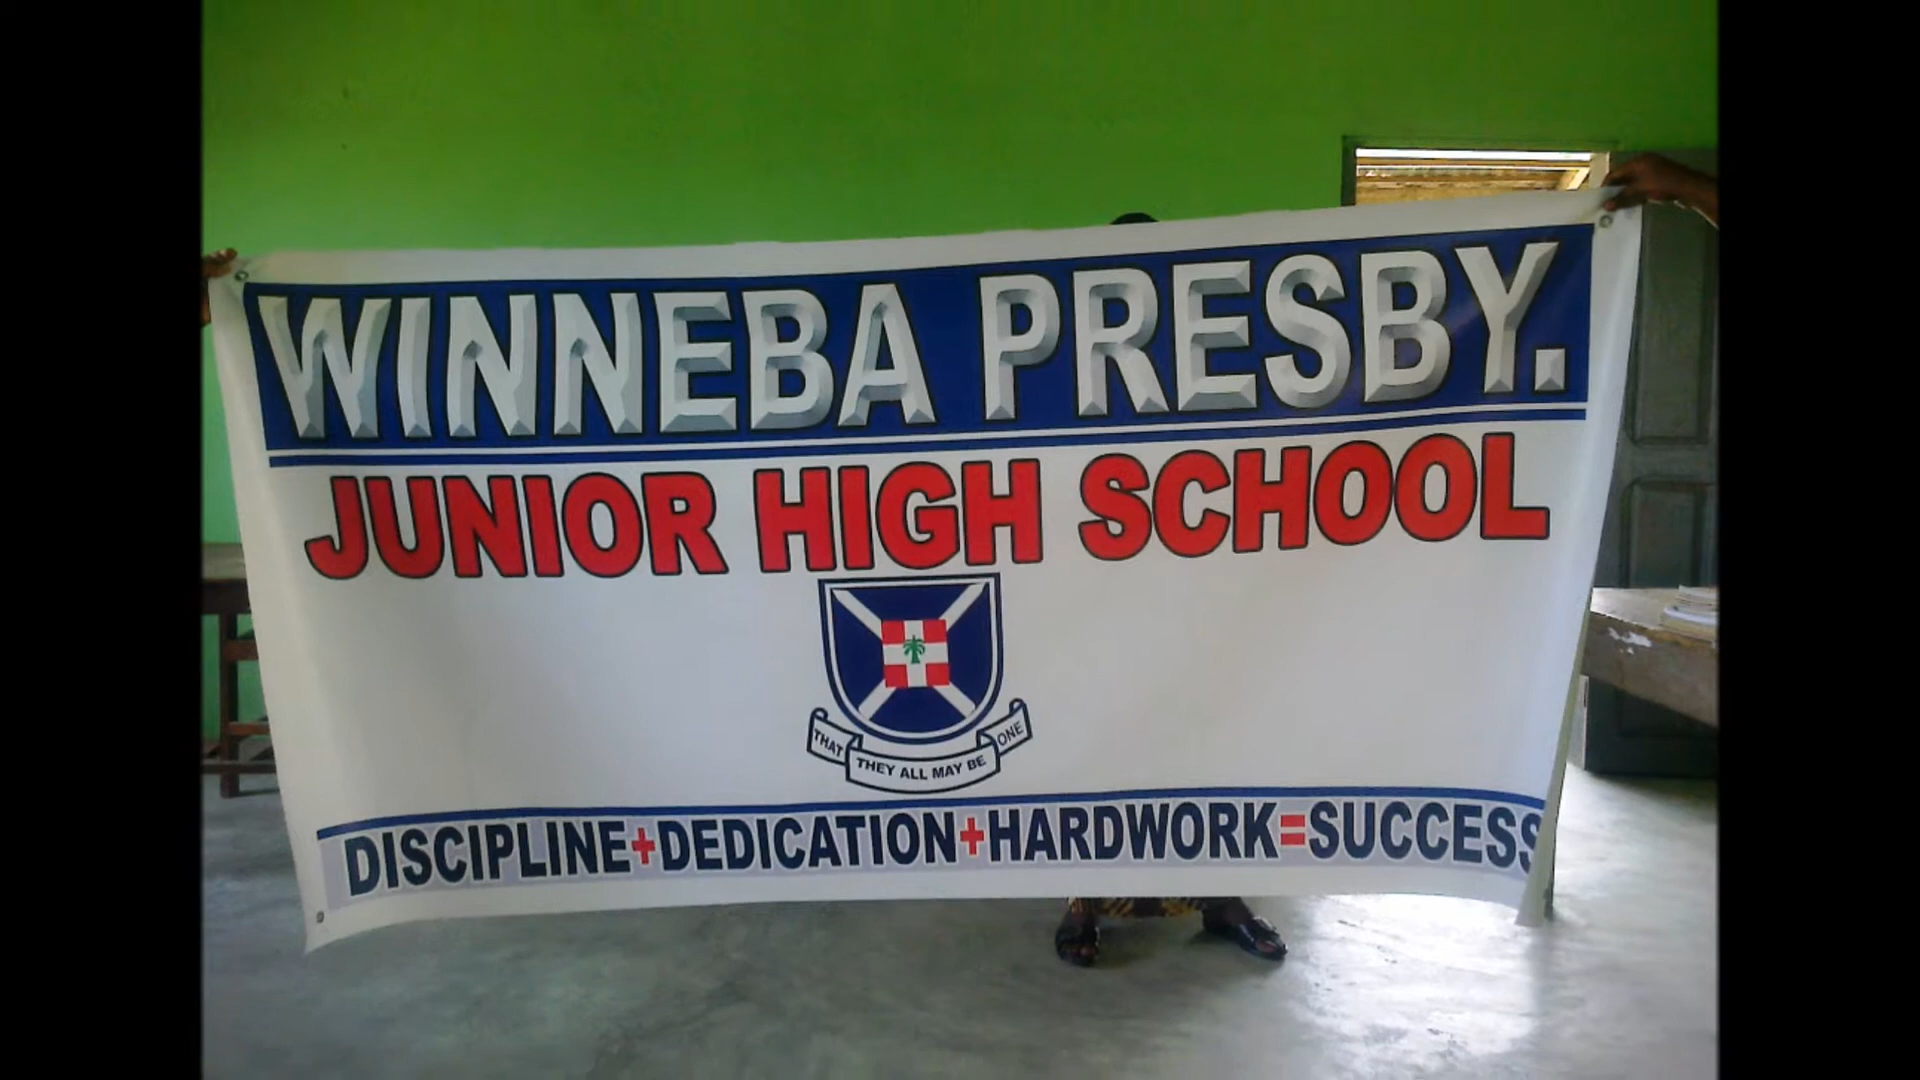 WINNEBA PRESBY.
JUNIOR HIGH SCHOOL
THAT THEY ALL MAY BE ONE
DISCIPLINE+DEDICATION+HARDWORK=SUCCESS